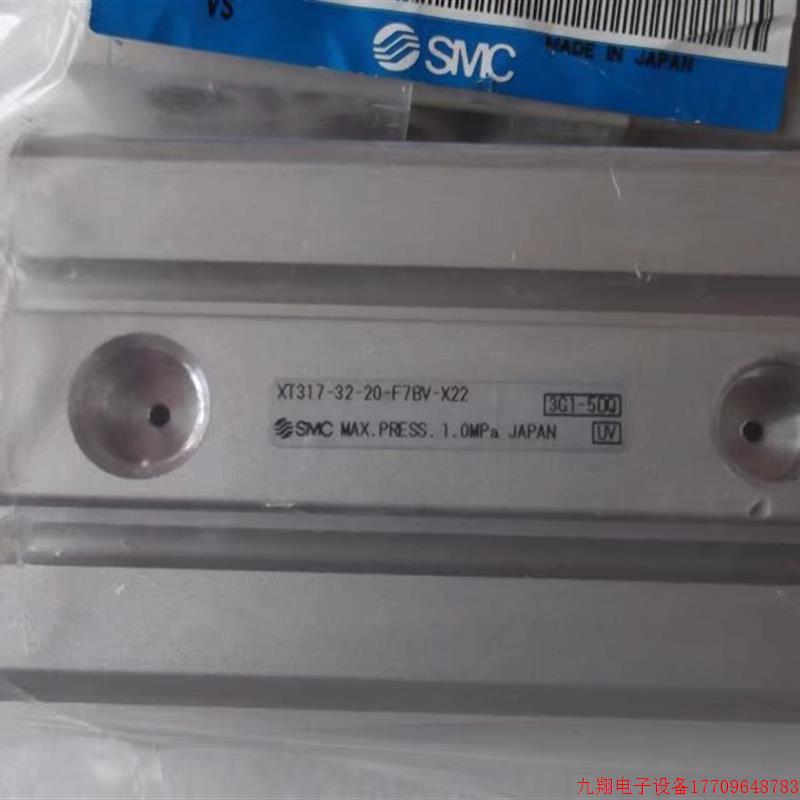 VS
SMC
MADE IN JAPAN
XT317-32-20-F7BV-X22
3G1-50Q
SMC MAX.PRESS.1.0MPa JAPAN
UV
九翔电子设备17709648783